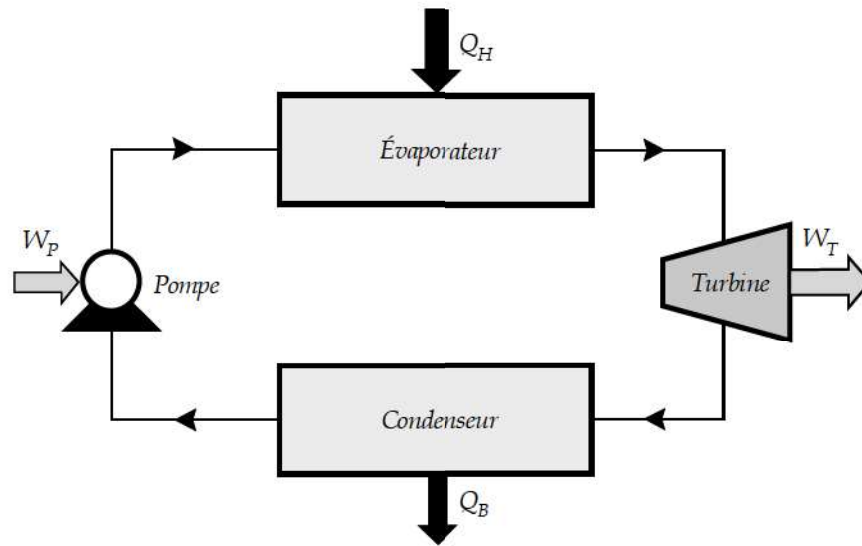 Q_H
Évaporateur
W_P
W_T
Pompe
Turbine
Condenseur
Q_B